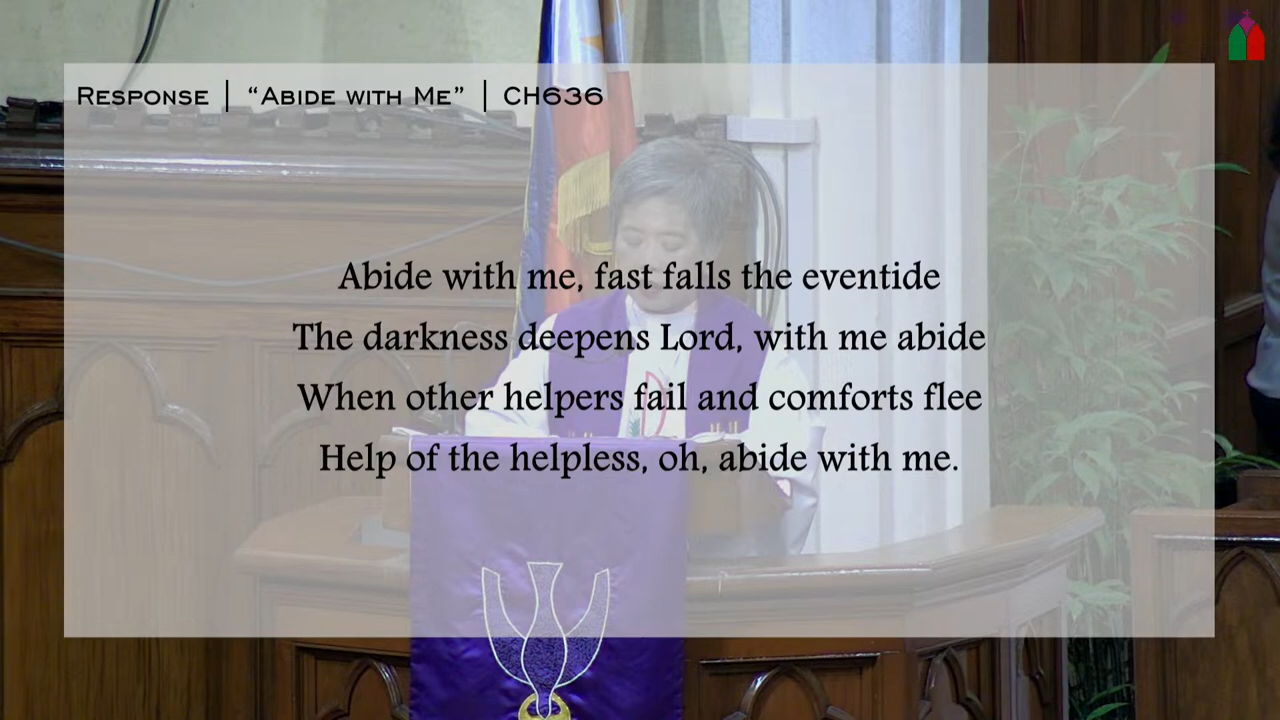 Response | “Abide with Me” | CH636
Abide with me, fast falls the eventide
The darkness deepens Lord, with me abide
When other helpers fail and comforts flee
Help of the helpless, oh, abide with me.